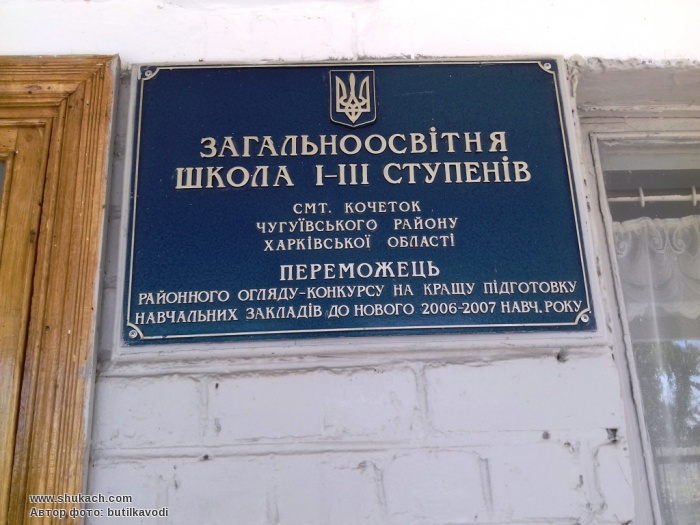 ЗАГАЛЬНООСВІТНЯ
ШКОЛА І-ІІІ СТУПЕНІВ
СМТ. КОЧЕТОК
ЧУГУЇВСЬКОГО РАЙОНУ
ХАРКІВСЬКОЇ ОБЛАСТІ
ПЕРЕМОЖЕЦЬ
РАЙОННОГО ОГЛЯДУ-КОНКУРСУ НА КРАЩУ ПІДГОТОВКУ
НАВЧАЛЬНИХ ЗАКЛАДІВ ДО НОВОГО 2006-2007 НАВЧ. РОКУ
www.shukach.com
Автор фото: butilkavodi